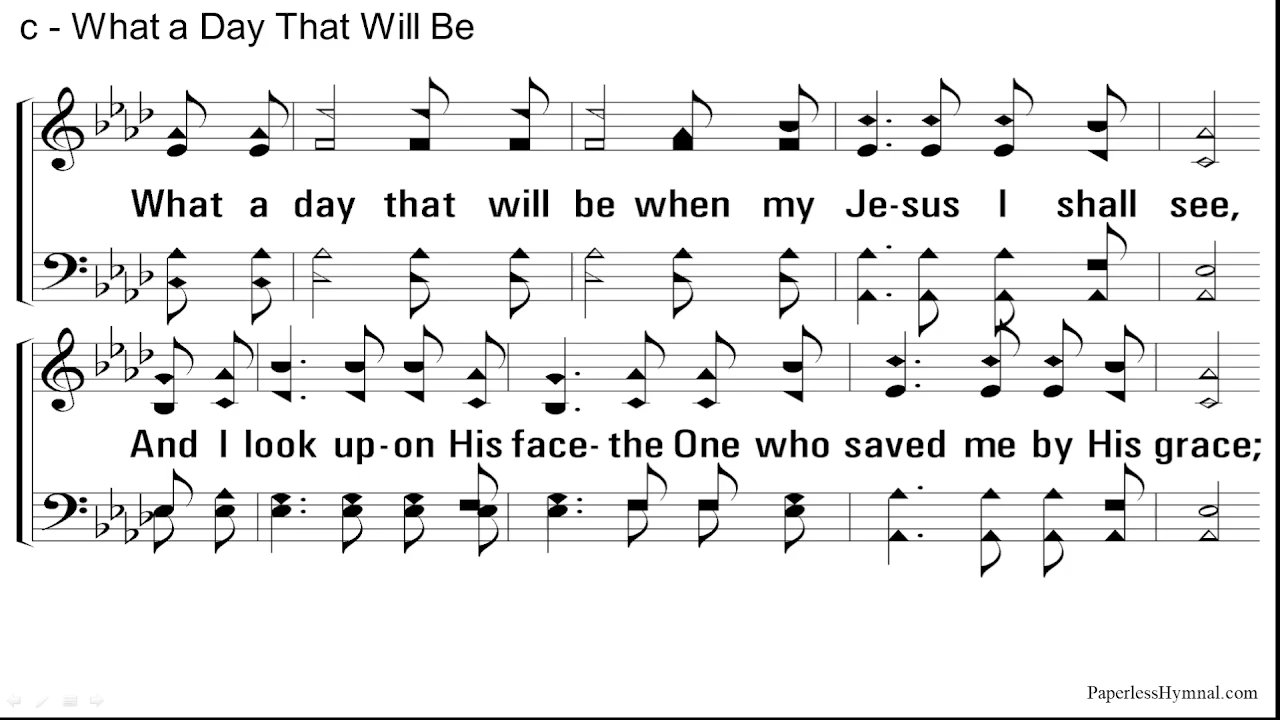 c - What a Day That Will Be
What a day that will be when my Je-sus I shall see,
And I look up-on His face- the One who saved me by His grace;
PaperlessHymnal.com